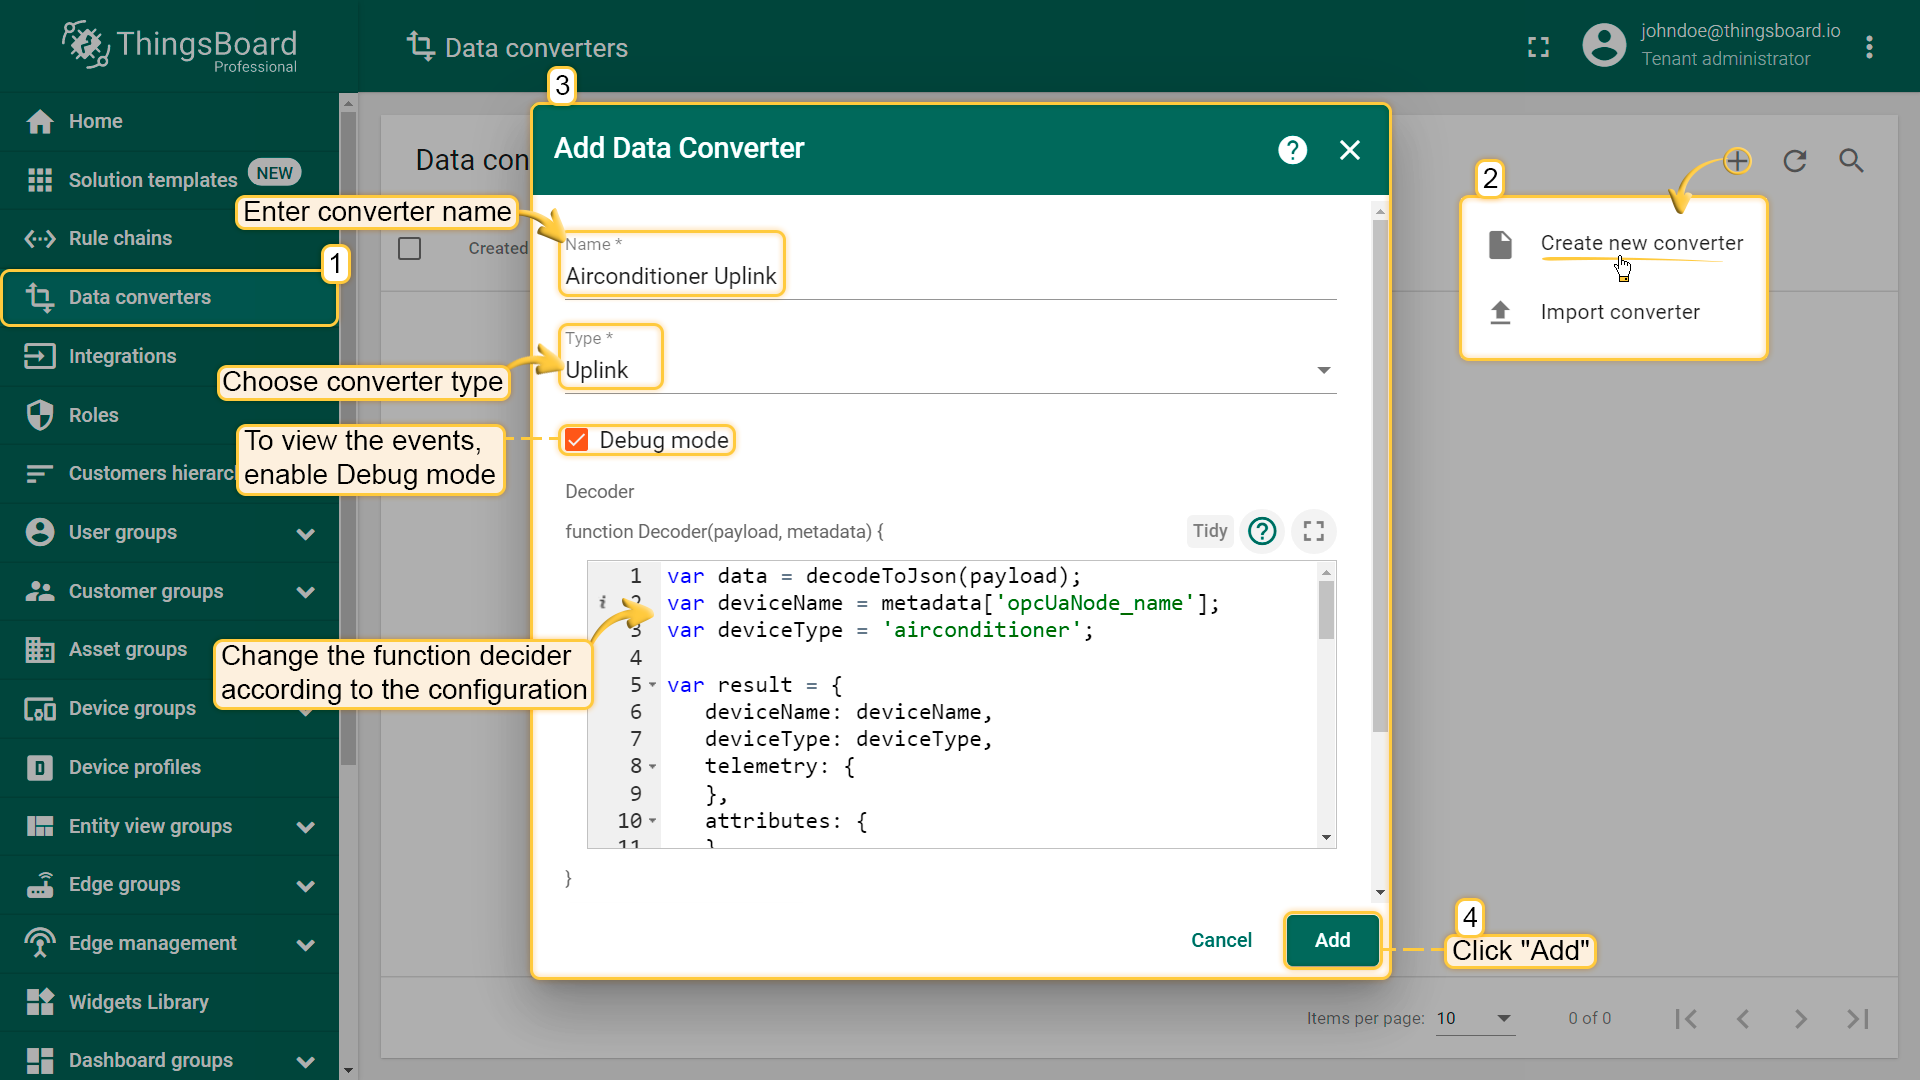 ThingsBoard
Professional
Data converters
johndoe@thingsboard.io
Tenant administrator
Home
Solution templates
NEW
Rule chains
1
Data converters
Integrations
Roles
Customers hierarc
User groups
Customer groups
Asset groups
Device groups
Device profiles
Entity view groups
Edge groups
Edge management
Widgets Library
Dashboard groups
Data con
Created
Enter converter name
Choose converter type
To view the events,
enable Debug mode
Change the function decider
according to the configuration
3
Add Data Converter
?
Name *
Airconditioner Uplink
Type *
Uplink
Debug mode
Decoder
function Decoder(payload, metadata) {
Tidy
?
1 var data = decodeToJson(payload);
i 2 var deviceName = metadata['opcUaNode_name'];
3 var deviceType = 'airconditioner';
4
5 var result = {
6 deviceName: deviceName,
7 deviceType: deviceType,
8 telemetry: {
9 },
10 attributes: {
11 }
}
Cancel
Add
2
Create new converter
Import converter
4
Click "Add"
Items per page: 10
0 of 0